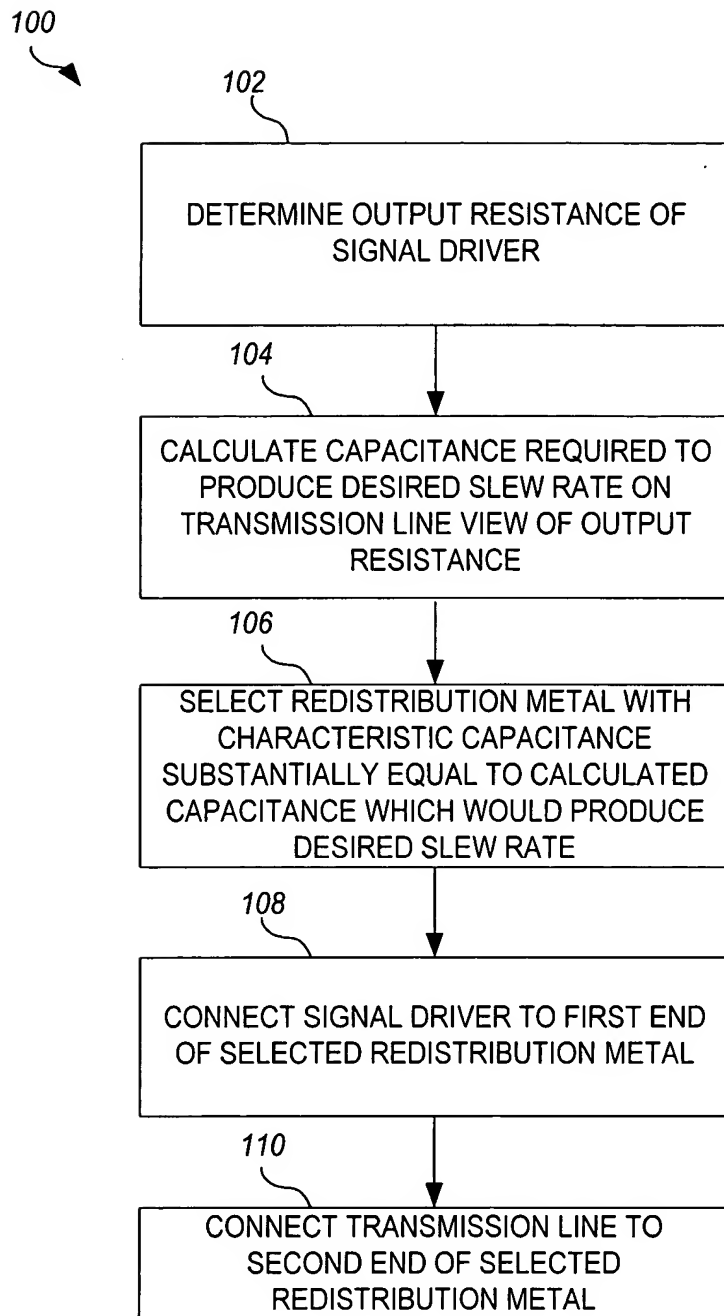 100
102
DETERMINE OUTPUT RESISTANCE OF
SIGNAL DRIVER
104
CALCULATE CAPACITANCE REQUIRED TO
PRODUCE DESIRED SLEW RATE ON
TRANSMISSION LINE VIEW OF OUTPUT
RESISTANCE
106
SELECT REDISTRIBUTION METAL WITH
CHARACTERISTIC CAPACITANCE
SUBSTANTIALLY EQUAL TO CALCULATED
CAPACITANCE WHICH WOULD PRODUCE
DESIRED SLEW RATE
108
CONNECT SIGNAL DRIVER TO FIRST END
OF SELECTED REDISTRIBUTION METAL
110
CONNECT TRANSMISSION LINE TO
SECOND END OF SELECTED
REDISTRIBUTION METAL